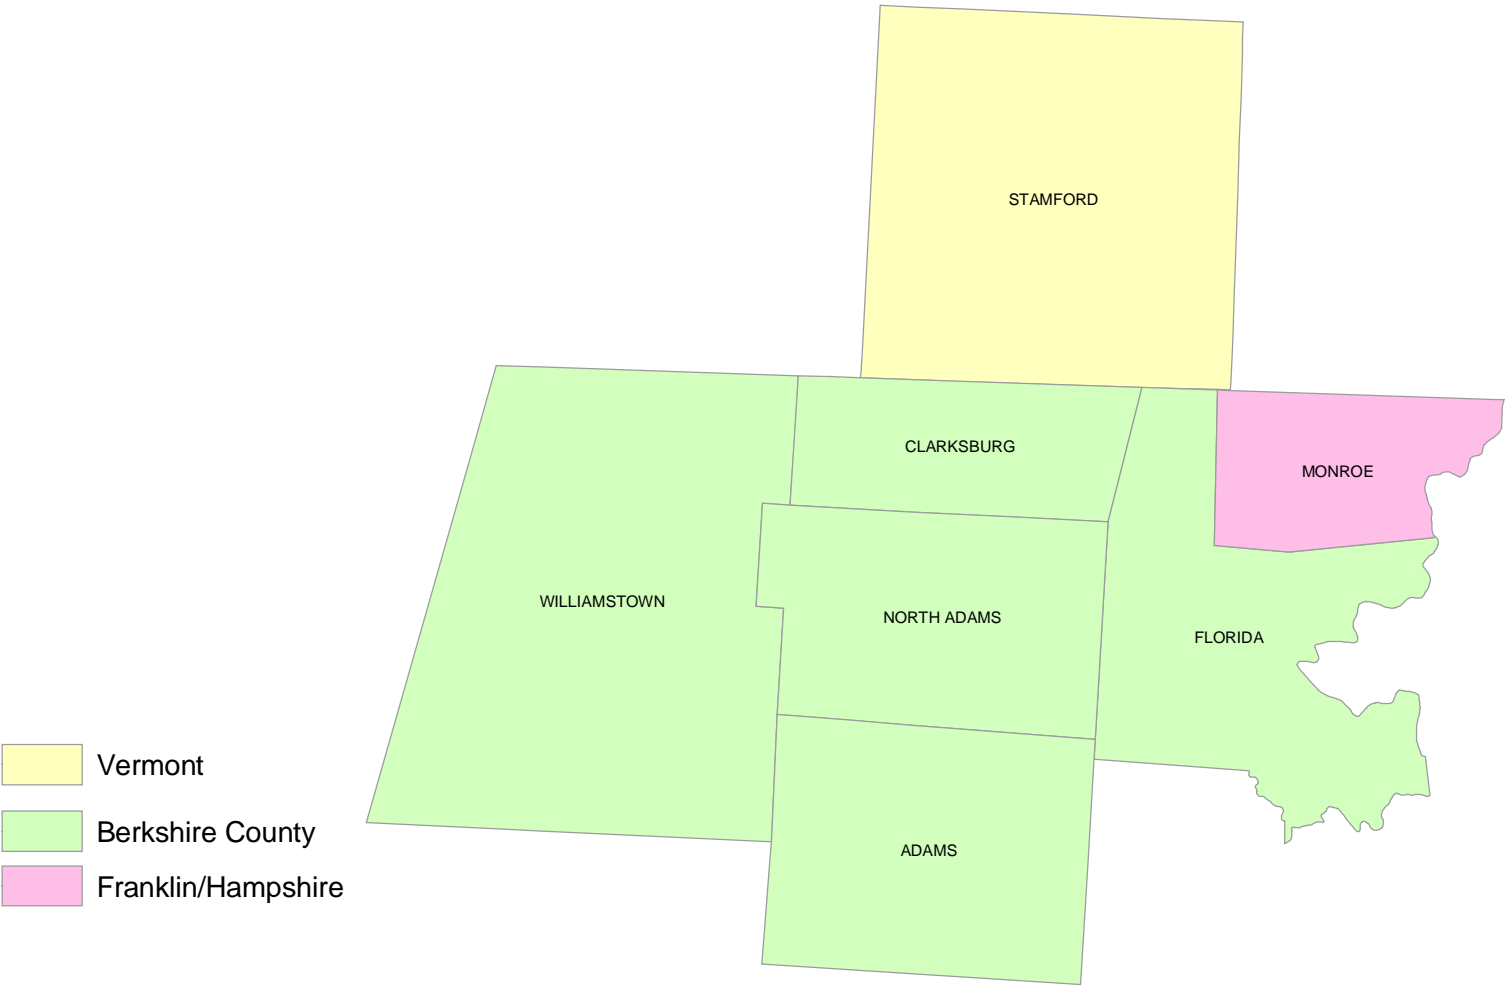 STAMFORD
CLARKSBURG
MONROE
WILLIAMSTOWN
NORTH ADAMS
FLORIDA
ADAMS
Vermont
Berkshire County
Franklin/Hampshire